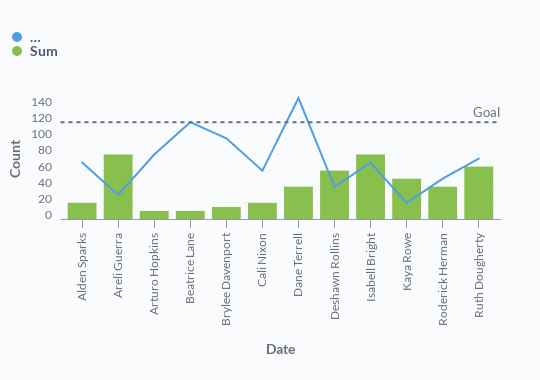 ...
Sum
140
120
100
80
60
40
20
0
Goal
Count
Alden Sparks
Areli Guerra
Arturo Hopkins
Beatrice Lane
Brylee Davenport
Cali Nixon
Dane Terrell
Deshawn Rollins
Isabell Bright
Kaya Rowe
Roderick Herman
Ruth Dougherty
Date